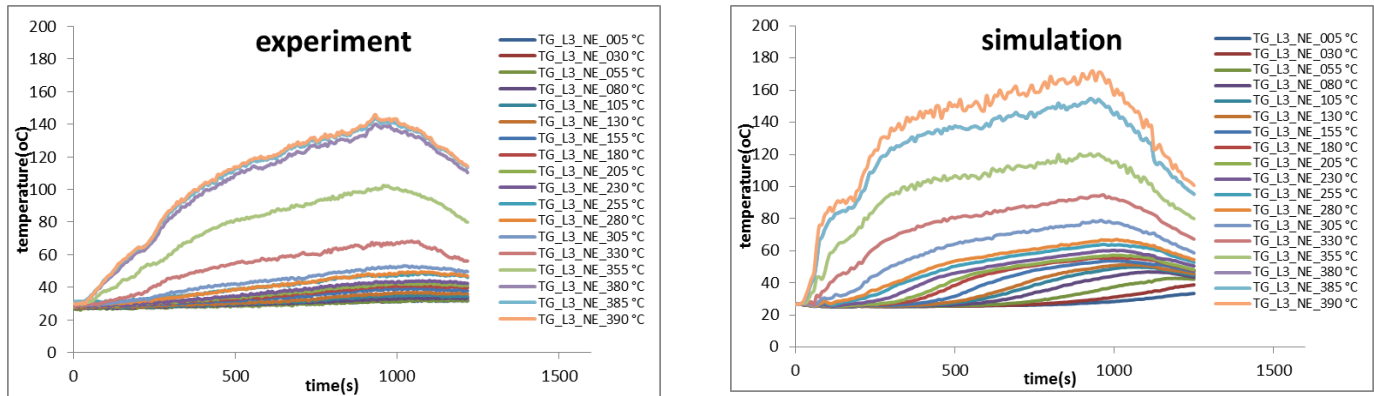 experiment
200
180
160
140
120
100
80
60
40
20
0
temperature(oC)
0
500
1000
1500
time(s)
TG_L3_NE_005 °C
TG_L3_NE_030 °C
TG_L3_NE_055 °C
TG_L3_NE_080 °C
TG_L3_NE_105 °C
TG_L3_NE_130 °C
TG_L3_NE_155 °C
TG_L3_NE_180 °C
TG_L3_NE_205 °C
TG_L3_NE_230 °C
TG_L3_NE_255 °C
TG_L3_NE_280 °C
TG_L3_NE_305 °C
TG_L3_NE_330 °C
TG_L3_NE_355 °C
TG_L3_NE_380 °C
TG_L3_NE_385 °C
TG_L3_NE_390 °C
simulation
200
180
160
140
120
100
80
60
40
20
0
temperature(oC)
0
500
1000
1500
time(s)
TG_L3_NE_005 °C
TG_L3_NE_030 °C
TG_L3_NE_055 °C
TG_L3_NE_080 °C
TG_L3_NE_105 °C
TG_L3_NE_130 °C
TG_L3_NE_155 °C
TG_L3_NE_180 °C
TG_L3_NE_205 °C
TG_L3_NE_230 °C
TG_L3_NE_255 °C
TG_L3_NE_280 °C
TG_L3_NE_305 °C
TG_L3_NE_330 °C
TG_L3_NE_355 °C
TG_L3_NE_380 °C
TG_L3_NE_385 °C
TG_L3_NE_390 °C